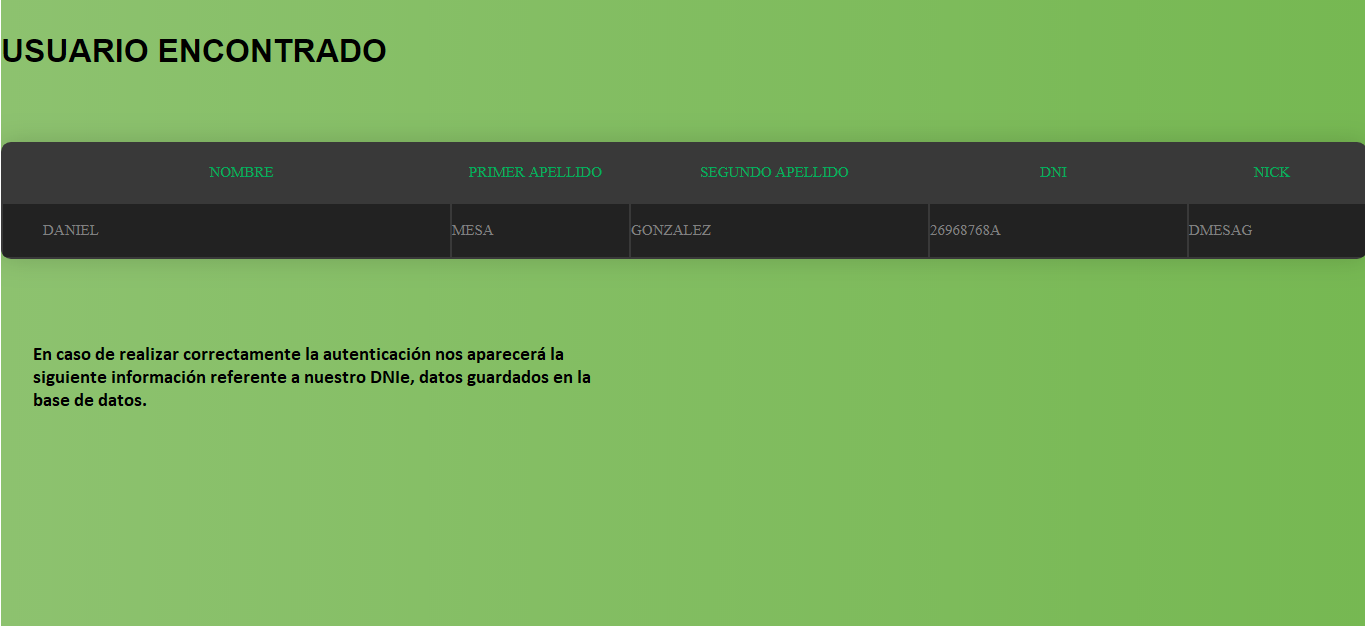 USUARIO ENCONTRADO
NOMBRE PRIMER APELLIDO SEGUNDO APELLIDO DNI NICK
DANIEL MESA GONZALEZ 26968768A DMESAG
En caso de realizar correctamente la autenticación nos aparecerá la
siguiente información referente a nuestro DNIe, datos guardados en la
base de datos.